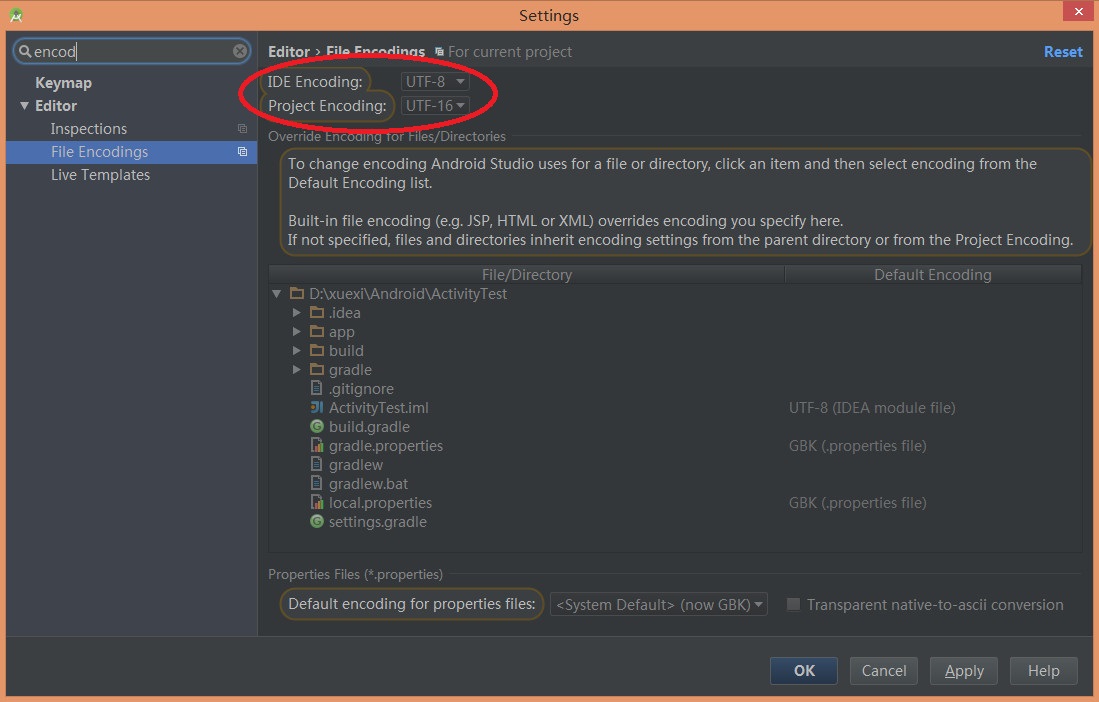 Settings
encod
Editor › File Encodings For current project
Reset
Keymap
Editor
Inspections
File Encodings
Live Templates
IDE Encoding: UTF-8
Project Encoding: UTF-16
Override Encoding for Files/Directories
To change encoding Android Studio uses for a file or directory, click an item and then select encoding from the
Default Encoding list.
Built-in file encoding (e.g. JSP, HTML or XML) overrides encoding you specify here.
If not specified, files and directories inherit encoding settings from the parent directory or from the Project Encoding.
File/Directory Default Encoding
D:\xuexi\Android\ActivityTest
.idea
app
build
gradle
.gitignore
ActivityTest.iml UTF-8 (IDEA module file)
build.gradle
gradle.properties GBK (.properties file)
gradlew
gradlew.bat
local.properties GBK (.properties file)
settings.gradle
Properties Files (*.properties)
Default encoding for properties files: <System Default> (now GBK) Transparent native-to-ascii conversion
OK Cancel Apply Help